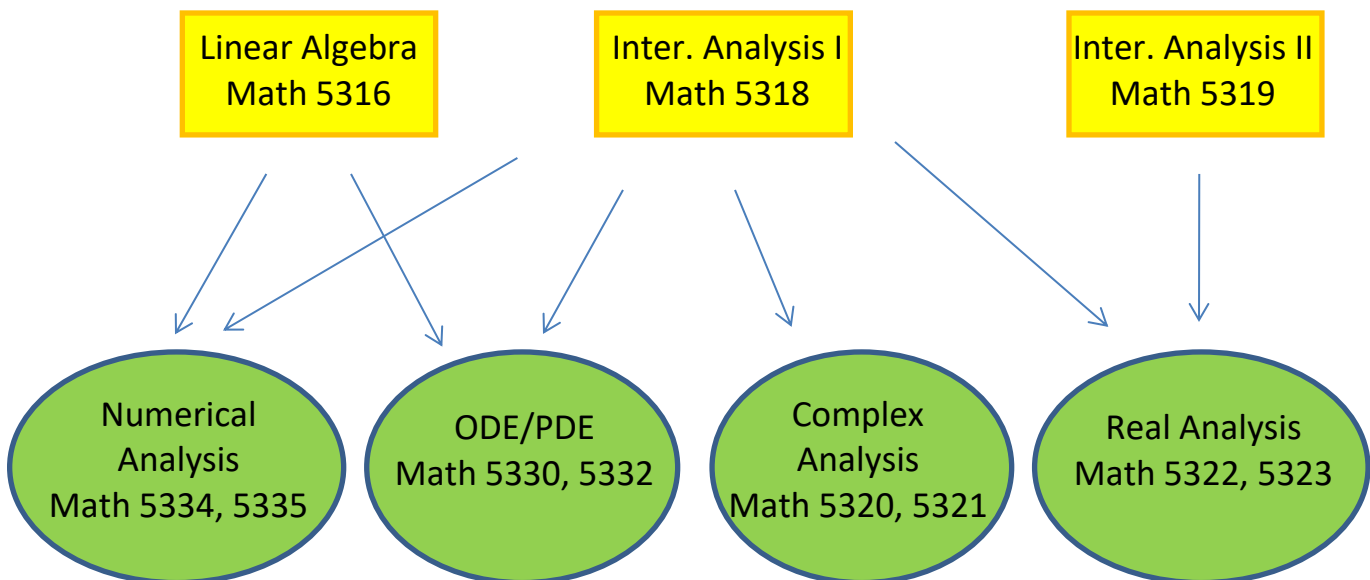 Linear Algebra
Math 5316
Inter. Analysis I
Math 5318
Inter. Analysis II
Math 5319
Numerical
Analysis
Math 5334, 5335
ODE/PDE
Math 5330, 5332
Complex
Analysis
Math 5320, 5321
Real Analysis
Math 5322, 5323